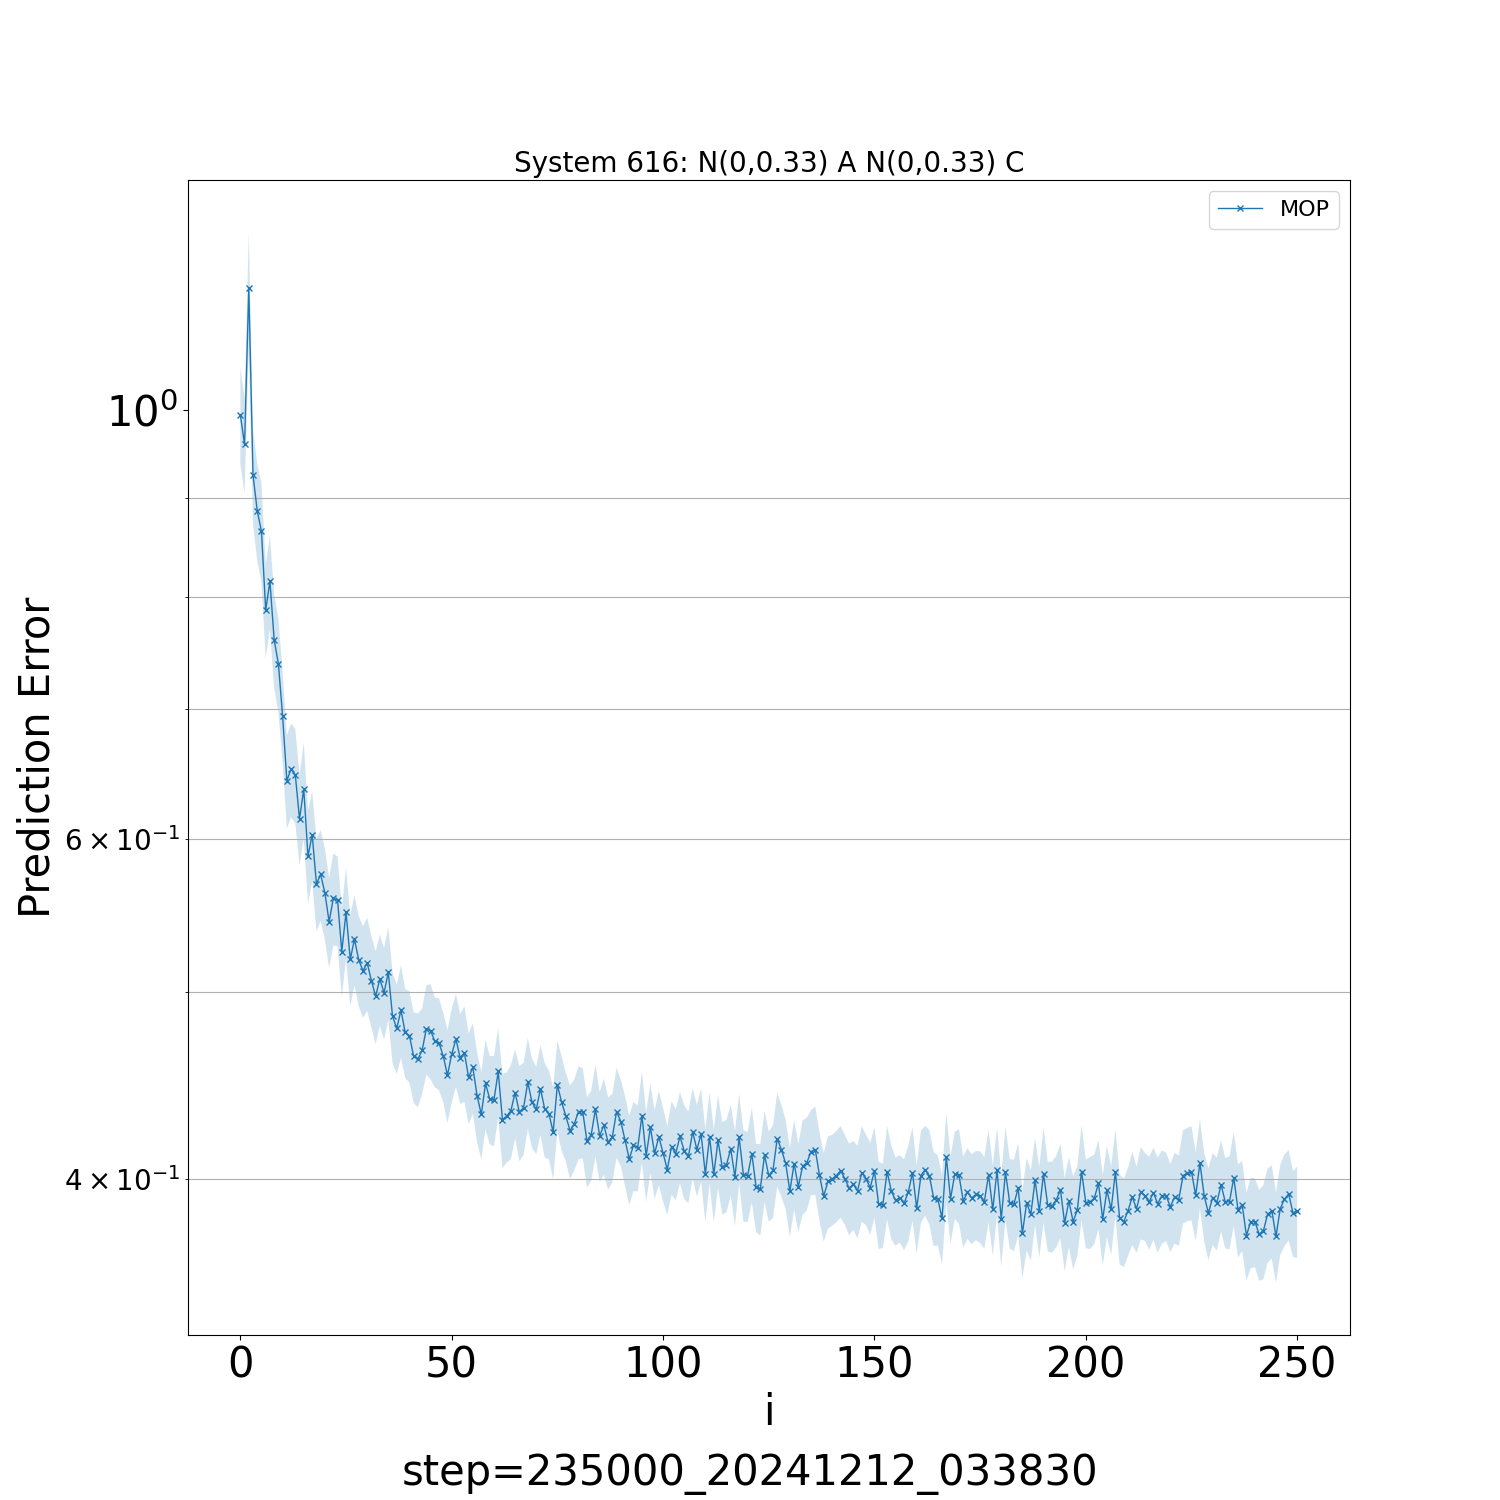 System 616: N(0,0.33) A N(0,0.33) C
MOP
10⁰
6 × 10⁻¹
4 × 10⁻¹
Prediction Error
0 50 100 150 200 250
i
step=235000_20241212_033830